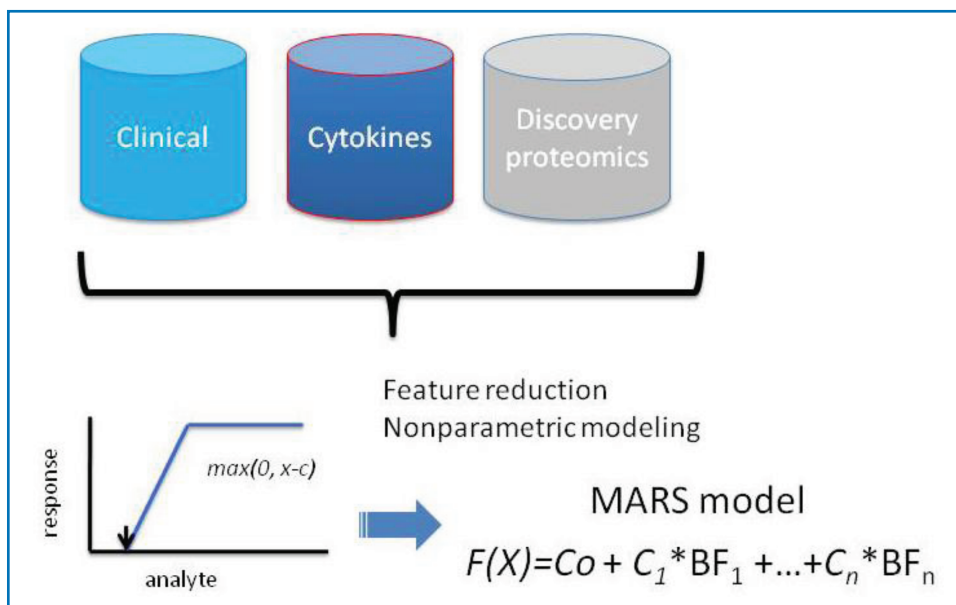 Clinical
Cytokines
Discovery
proteomics
Feature reduction
Nonparametric modeling
response
max(0, x-c)
analyte
MARS model
F(X)=Co + C₁*BF₁ +...+Cₙ*BFₙ